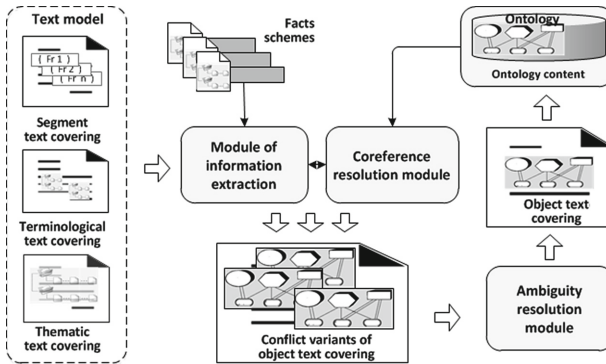 Text model
( Fr 1 )
( Fr 2 )
( Fr n )
Segment
text covering
Terminological
text covering
Thematic
text covering
Facts
schemes
Module of
information
extraction
Coreference
resolution module
Ontology
Ontology content
Object text
covering
Conflict variants of
object text covering
Ambiguity
resolution
module